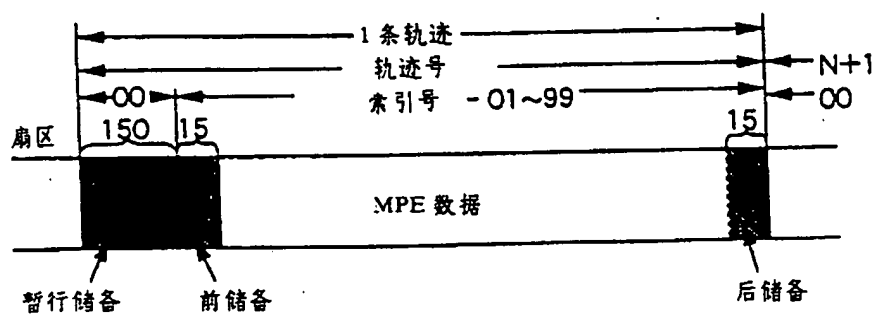 1条轨迹
轨迹号 N+1
00 索引号 -01~99 00
扇区 150 15 15
MPE 数据
暂行储备 前储备 后储备